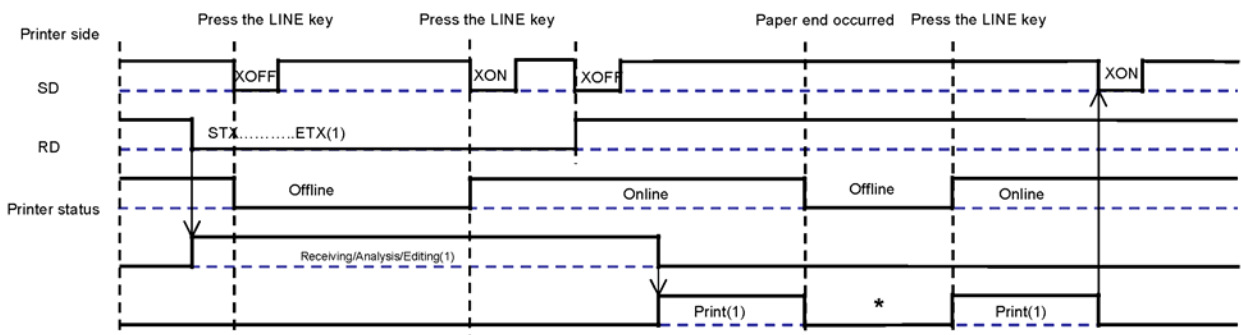 Press the LINE key Press the LINE key Paper end occurred Press the LINE key
Printer side
XOFF XON XOFF XON
SD
STX...........ETX(1)
RD
Offline Online Offline Online
Printer status
Receiving/Analysis/Editing(1)
Print(1) * Print(1)